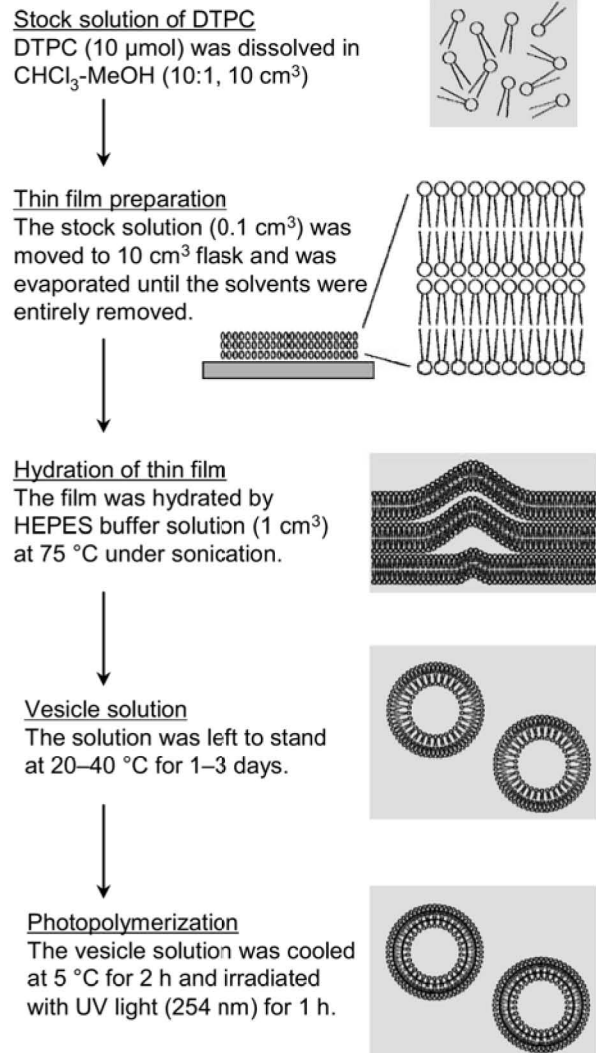 Stock solution of DTPC
DTPC (10 μmol) was dissolved in
CHCl₃-MeOH (10:1, 10 cm³)
Thin film preparation
The stock solution (0.1 cm³) was
moved to 10 cm³ flask and was
evaporated until the solvents were
entirely removed.
Hydration of thin film
The film was hydrated by
HEPES buffer solution (1 cm³)
at 75 °C under sonication.
Vesicle solution
The solution was left to stand
at 20–40 °C for 1–3 days.
Photopolymerization
The vesicle solution was cooled
at 5 °C for 2 h and irradiated
with UV light (254 nm) for 1 h.